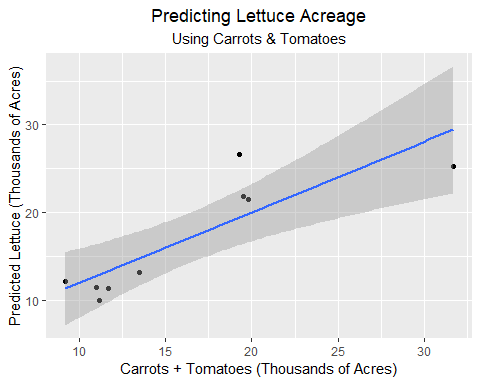 Predicting Lettuce Acreage
Using Carrots & Tomatoes
Predicted Lettuce (Thousands of Acres)
30
20
10
10
15
20
25
30
Carrots + Tomatoes (Thousands of Acres)